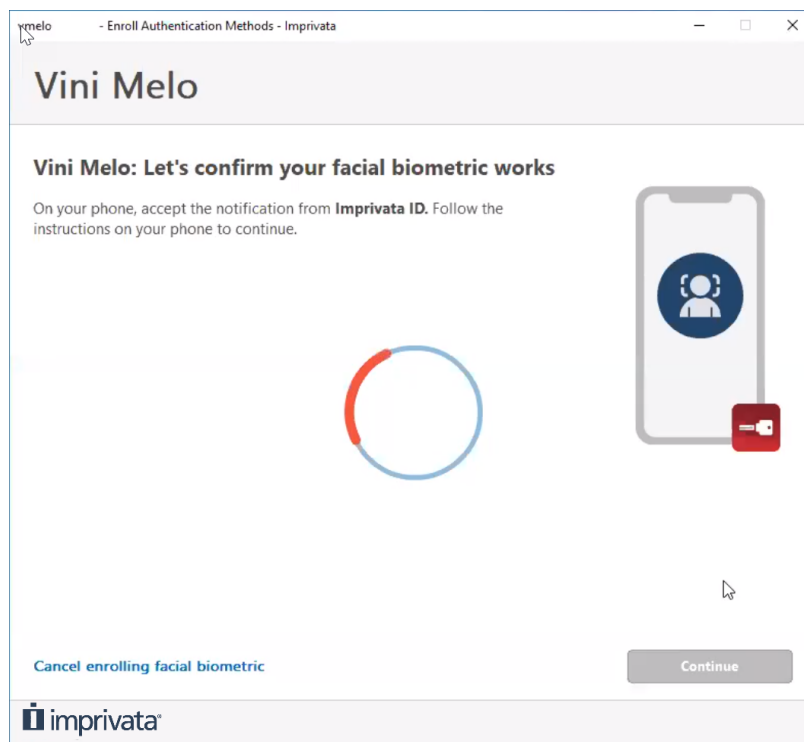 vmelo - Enroll Authentication Methods - Imprivata
Vini Melo
Vini Melo: Let's confirm your facial biometric works
On your phone, accept the notification from Imprivata ID. Follow the
instructions on your phone to continue.
Cancel enrolling facial biometric
Continue
imprivata®